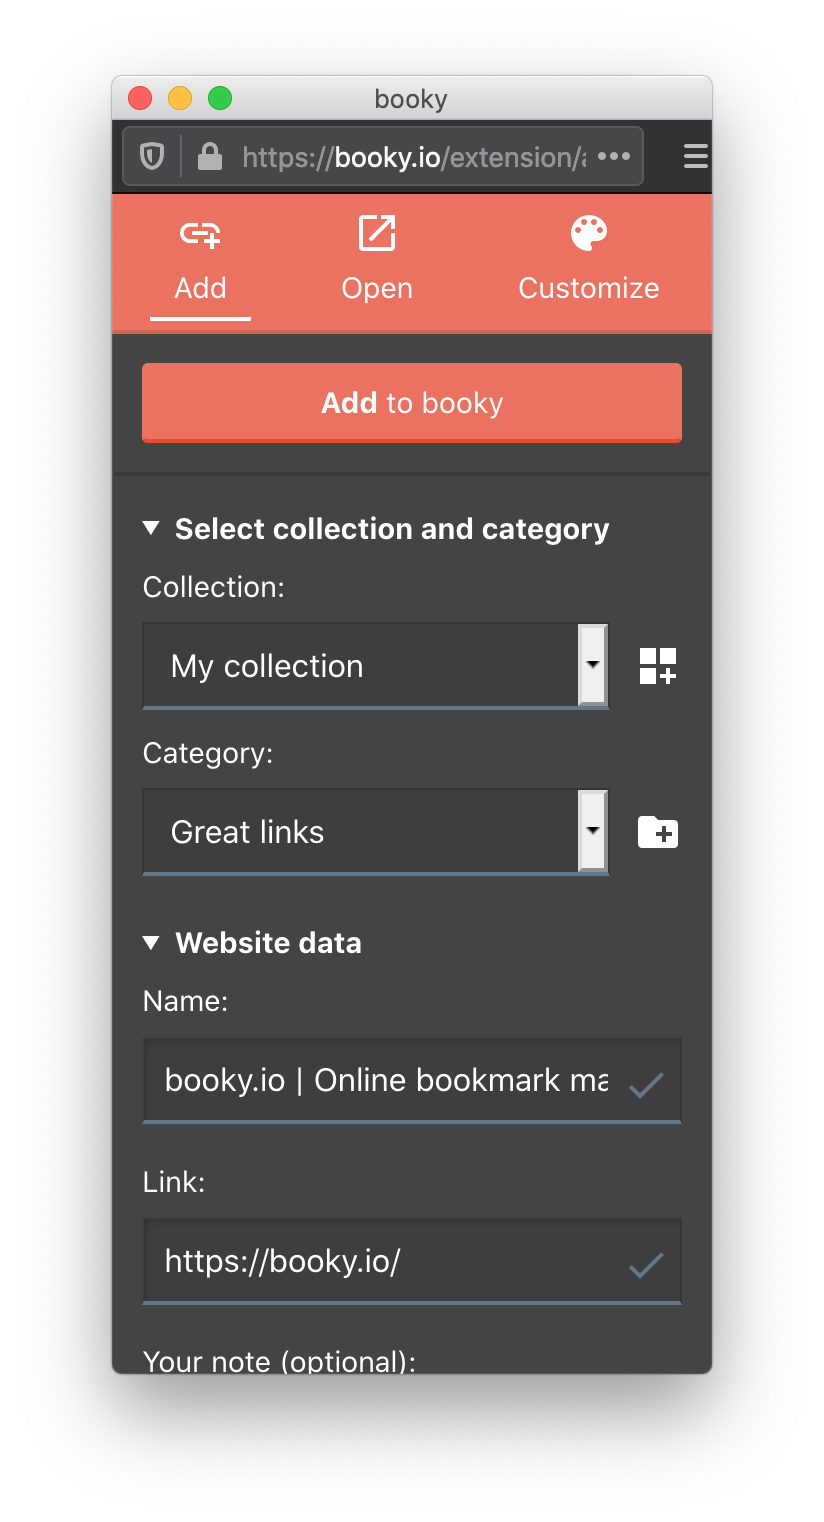 booky
https://booky.io/extension/a
Add
Open
Customize
Add to booky
Select collection and category
Collection:
My collection
Category:
Great links
Website data
Name:
booky.io | Online bookmark ma
Link:
https://booky.io/
Your note (optional):